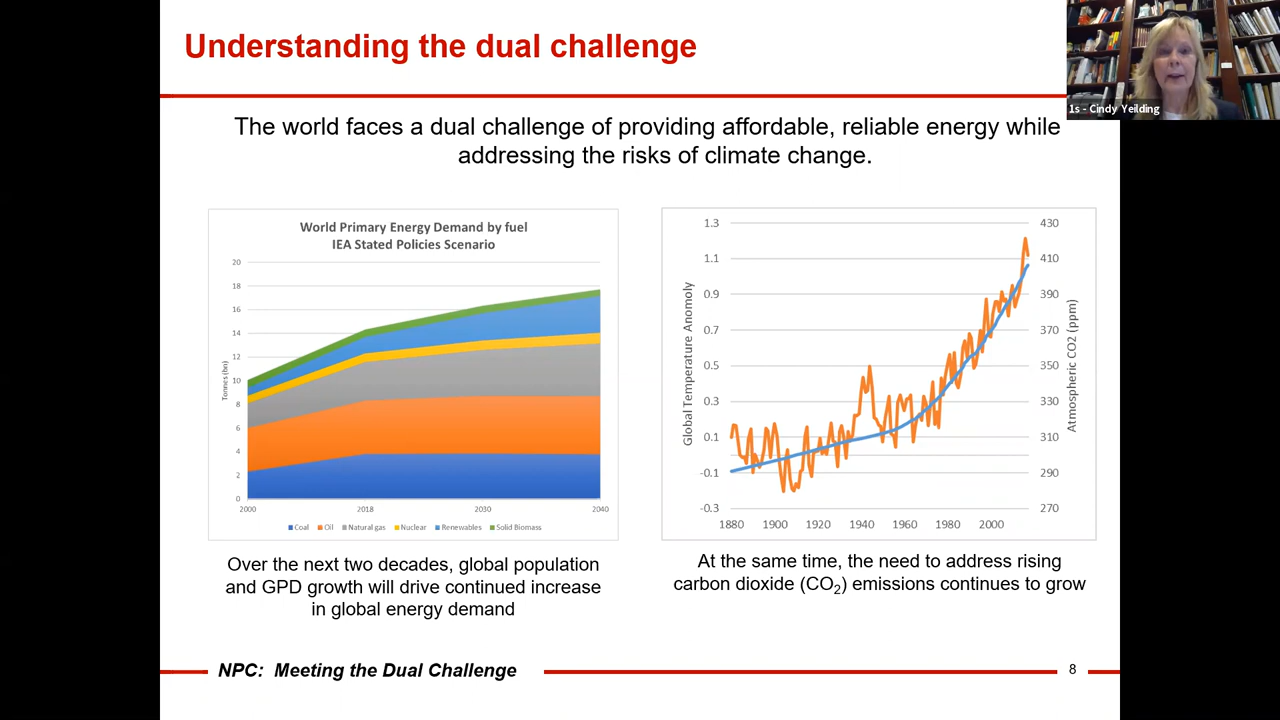 Understanding the dual challenge
1s - Cindy Yeilding
The world faces a dual challenge of providing affordable, reliable energy while
addressing the risks of climate change.
World Primary Energy Demand by fuel
IEA Stated Policies Scenario
20
18
16
14
12
10
8
6
4
2
0
Tonnes (bn)
2000 2018 2030 2040
Coal Oil Natural gas Nuclear Renewables Solid Biomass
1.3
1.1
0.9
0.7
0.5
0.3
0.1
-0.1
-0.3
Global Temperature Anomoly
430
410
390
370
350
330
310
290
270
Atmospheric CO2 (ppm)
1880 1900 1920 1940 1960 1980 2000
Over the next two decades, global population
and GPD growth will drive continued increase
in global energy demand
At the same time, the need to address rising
carbon dioxide (CO2) emissions continues to grow
NPC: Meeting the Dual Challenge
8